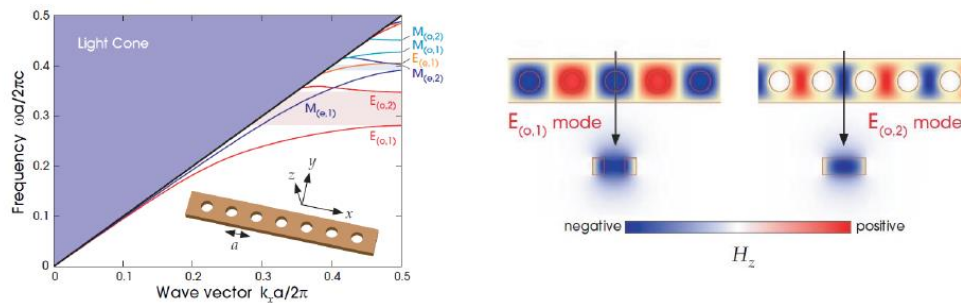 Frequency ωa/2πc
0.5
0.4
0.3
0.2
0.1
0
Light Cone
M(o,2)
M(o,1)
E(e,1)
M(e,2)
M(e,1)
E(o,2)
E(o,1)
y
z
x
a
0 0.1 0.2 0.3 0.4 0.5
Wave vector kxa/2π
E(o,1) mode
E(o,2) mode
negative positive
Hz